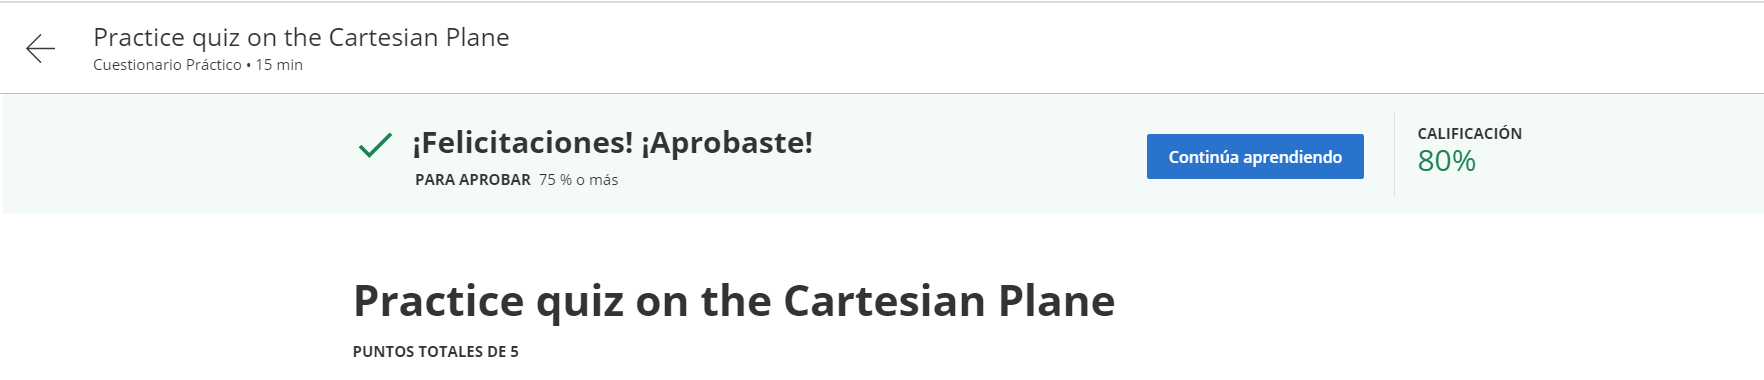 Practice quiz on the Cartesian Plane
Cuestionario Práctico • 15 min
¡Felicitaciones! ¡Aprobaste!
PARA APROBAR 75 % o más
Continúa aprendiendo
CALIFICACIÓN
80%
Practice quiz on the Cartesian Plane
PUNTOS TOTALES DE 5